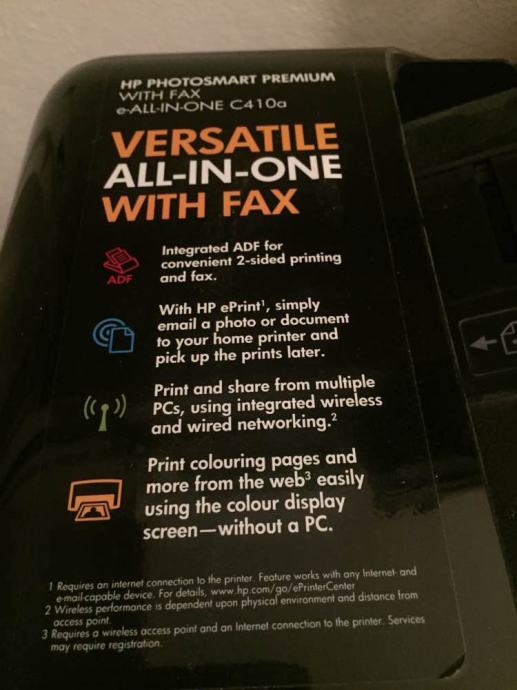 HP PHOTOSMART PREMIUM
WITH FAX
e-ALL-IN-ONE C410a
VERSATILE
ALL-IN-ONE
WITH FAX
ADF
Integrated ADF for
convenient 2-sided printing
and fax.
With HP ePrint¹, simply
email a photo or document
to your home printer and
pick up the prints later.
Print and share from multiple
PCs, using integrated wireless
and wired networking.²
Print colouring pages and
more from the web³ easily
using the colour display
screen—without a PC.
1 Requires an internet connection to the printer. Feature works with any Internet- and
e-mail-capable device. For details, www.hp.com/go/ePrinterCenter
2 Wireless performance is dependent upon physical environment and distance from
access point.
3 Requires a wireless access point and an Internet connection to the printer. Services
may require registration.